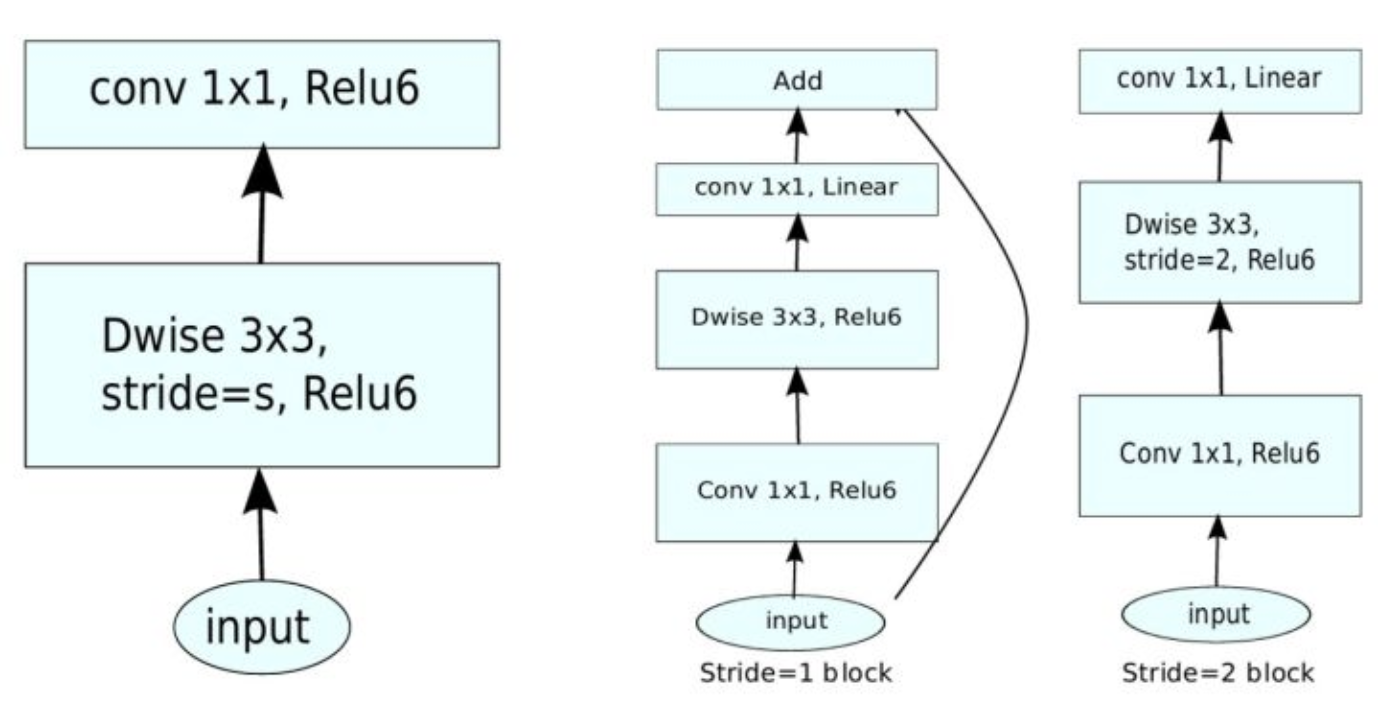 conv 1x1, Relu6
Dwise 3x3,
stride=s, Relu6
input
Add
conv 1x1, Linear
Dwise 3x3, Relu6
Conv 1x1, Relu6
input
Stride=1 block
conv 1x1, Linear
Dwise 3x3,
stride=2, Relu6
Conv 1x1, Relu6
input
Stride=2 block